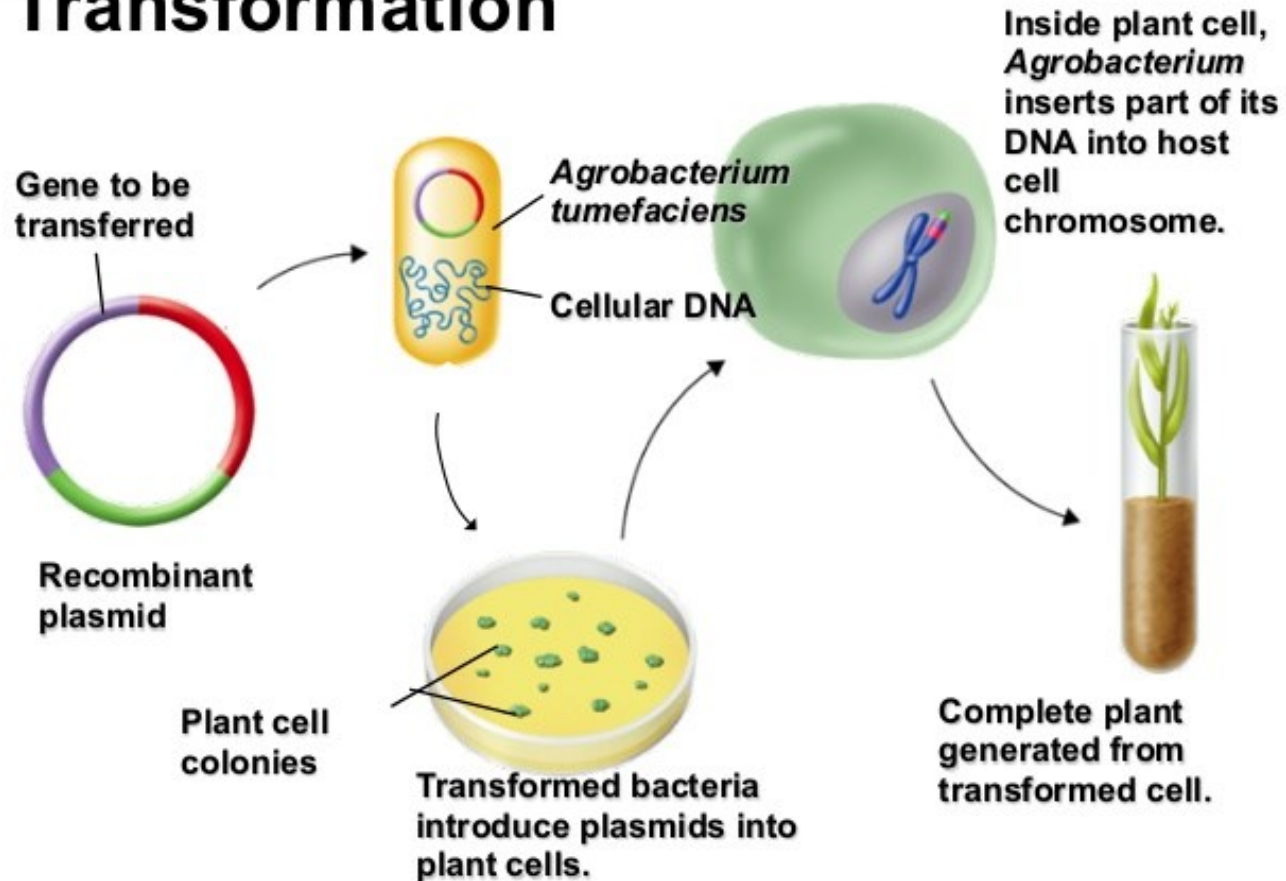 Transformation
Gene to be
transferred
Recombinant
plasmid
Agrobacterium
tumefaciens
Cellular DNA
Plant cell
colonies
Transformed bacteria
introduce plasmids into
plant cells.
Inside plant cell,
Agrobacterium
inserts part of its
DNA into host
cell
chromosome.
Complete plant
generated from
transformed cell.